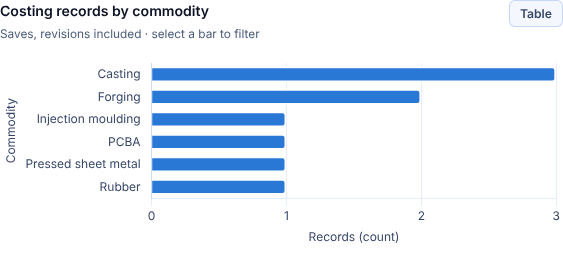 Costing records by commodity
Table
Saves, revisions included · select a bar to filter
Commodity
Casting
Forging
Injection moulding
PCBA
Pressed sheet metal
Rubber
0 1 2 3
Records (count)